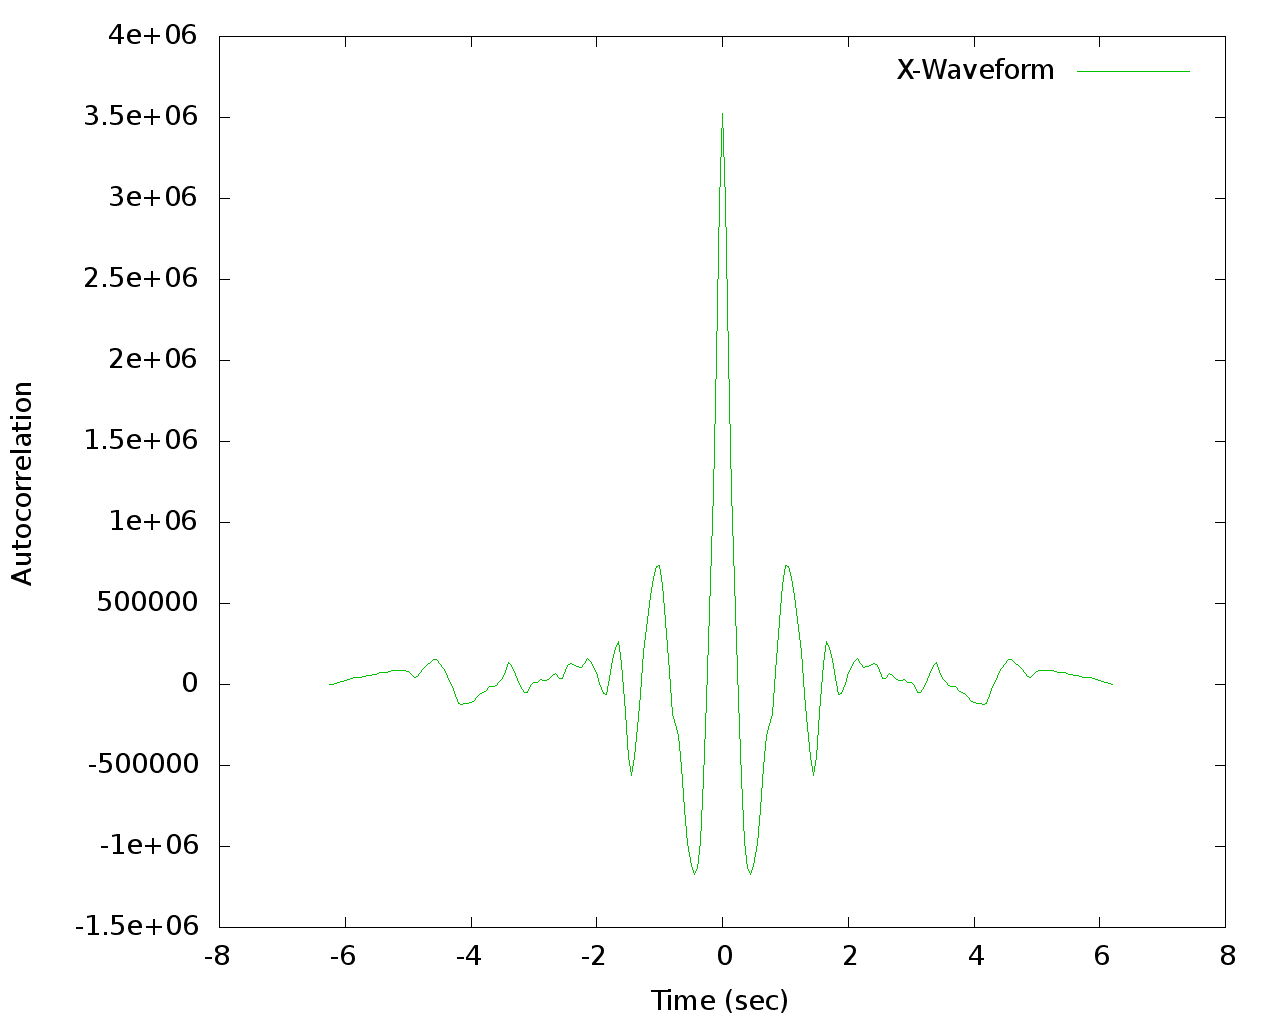 4e+06
X-Waveform
3.5e+06
3e+06
2.5e+06
2e+06
1.5e+06
1e+06
500000
0
-500000
-1e+06
-1.5e+06
Autocorrelation
-8 -6 -4 -2 0 2 4 6 8
Time (sec)